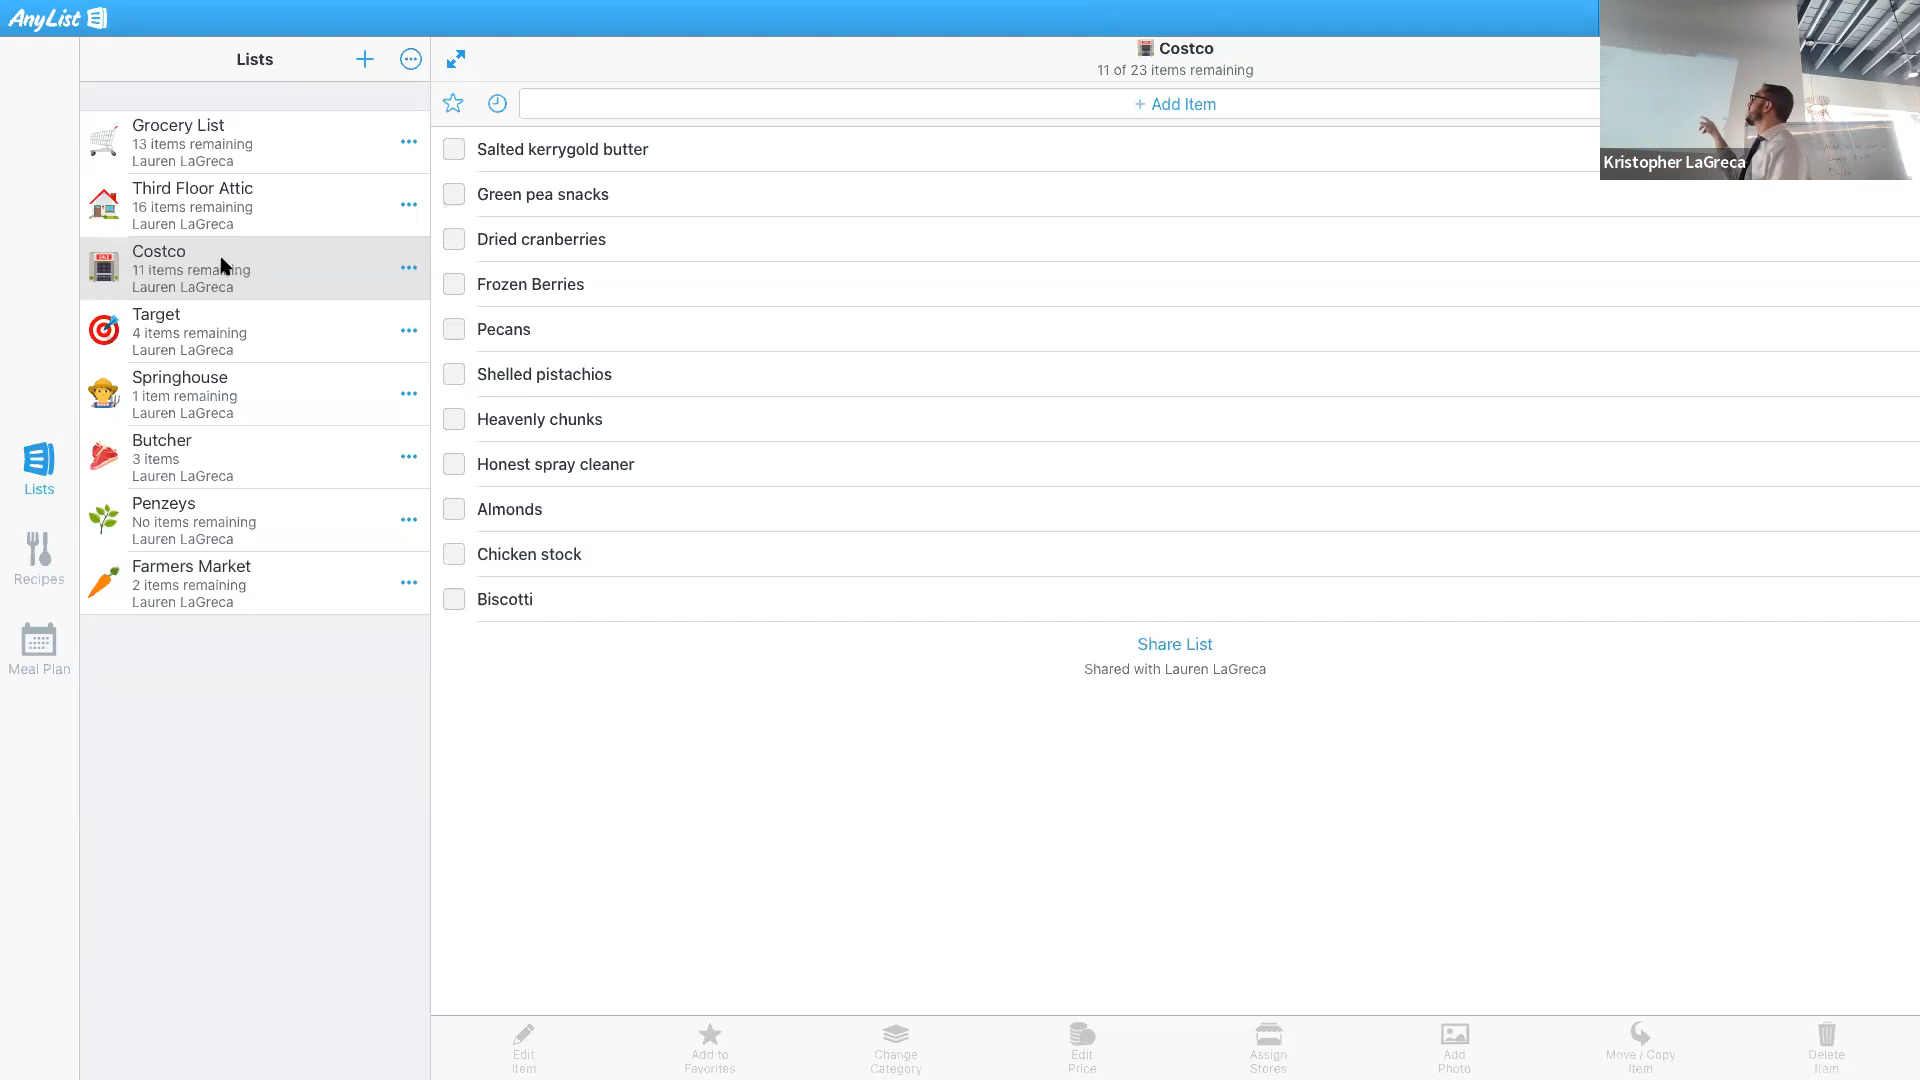 AnyList
Lists
Costco
11 of 23 items remaining
+ Add Item
Grocery List
13 items remaining
Lauren LaGreca
Third Floor Attic
16 items remaining
Lauren LaGreca
Costco
11 items remaining
Lauren LaGreca
Target
4 items remaining
Lauren LaGreca
Springhouse
1 item remaining
Lauren LaGreca
Butcher
3 items
Lauren LaGreca
Penzeys
No items remaining
Lauren LaGreca
Farmers Market
2 items remaining
Lauren LaGreca
Lists
Recipes
Meal Plan
Salted kerrygold butter
Green pea snacks
Dried cranberries
Frozen Berries
Pecans
Shelled pistachios
Heavenly chunks
Honest spray cleaner
Almonds
Chicken stock
Biscotti
Share List
Shared with Lauren LaGreca
Kristopher LaGreca
Edit
Item
Add to
Favorites
Change
Category
Edit
Price
Assign
Stores
Add
Photo
Move / Copy
Item
Delete
Item